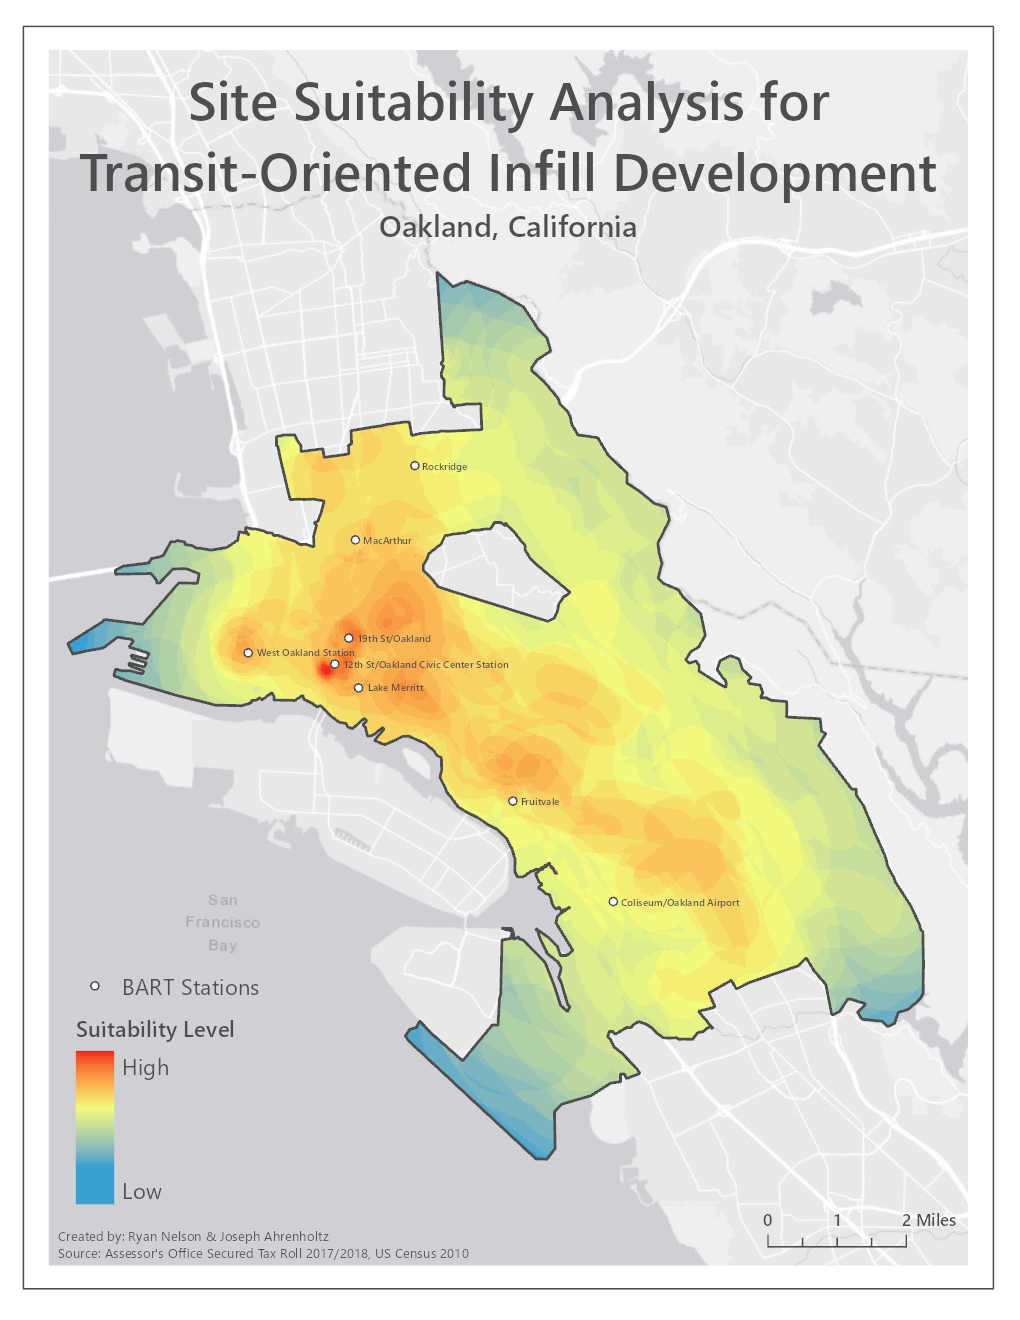 Site Suitability Analysis for
Transit-Oriented Infill Development
Oakland, California
Rockridge
MacArthur
19th St/Oakland
West Oakland Station
12th St/Oakland Civic Center Station
Lake Merritt
Fruitvale
Coliseum/Oakland Airport
San
Francisco
Bay
BART Stations
Suitability Level
High
Low
0 1 2 Miles
Created by: Ryan Nelson & Joseph Ahrenholtz
Source: Assessor's Office Secured Tax Roll 2017/2018, US Census 2010